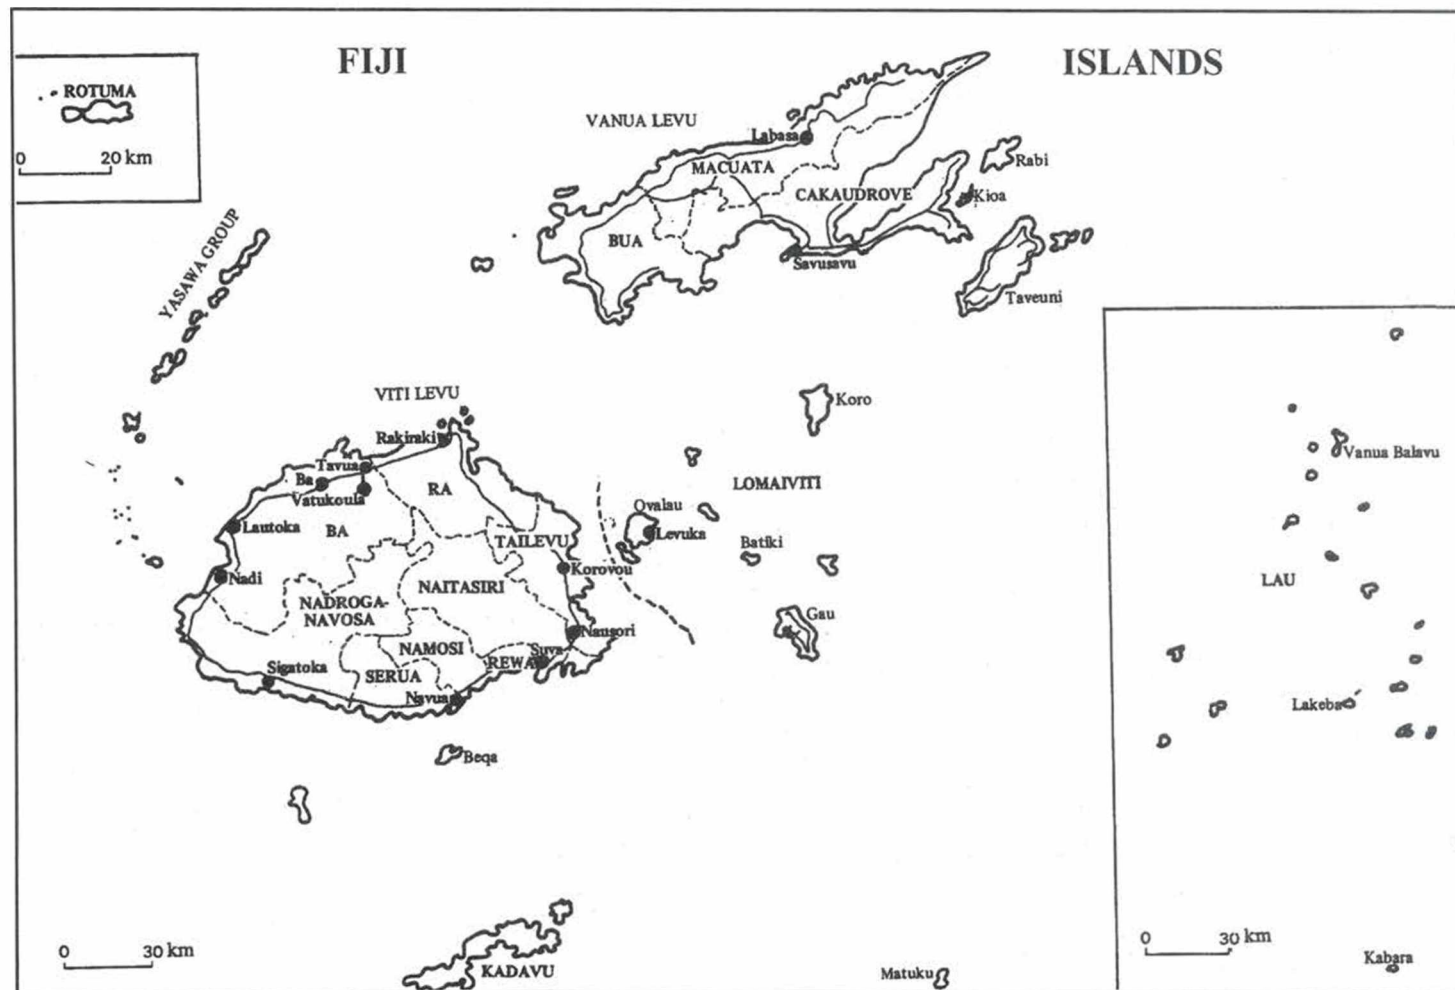 FIJI ISLANDS
ROTUMA
0 20 km
VANUA LEVU
Labasa
MACUATA
Rabi
CAKAUDROVE
Kioa
BUA
Savusavu
Taveuni
YASAWA GROUP
VITI LEVU
Koro
Rakiraki
Tavua
Ba
Vatukoula
RA
LOMAIVITI
Vanua Balavu
Ovalau
Lautoka
BA
Levuka
TAILEVU
Batiki
Korovou
LAU
Nadi
NAITASIRI
NADROGA-
NAVOSA
Gau
Nausori
NAMOSI
Suva
REWA
Sigatoka
SERUA
Navua
Lakeba
Beqa
0 30 km
0 30 km
KADAVU
Matuku
Kabara